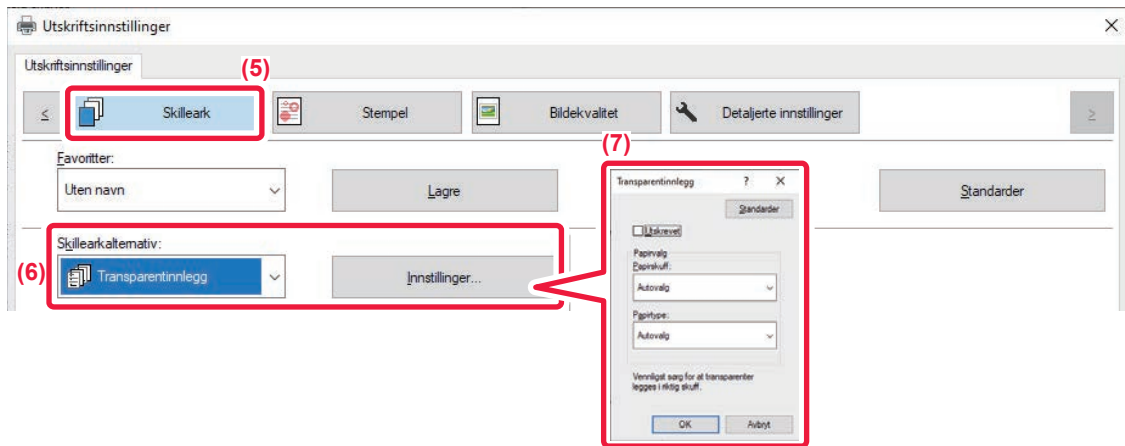 Utskriftsinnstillinger
Utskriftsinnstillinger
(5)
< Skilleark Stempel Bildekvalitet Detaljerte innstillinger >
(7)
Favoritter:
Uten navn Lagre Standarder
Skillearkalternativ:
(6) Transparentinnlegg Innstillinger...
Transparentinnlegg ? X
Standarder
Utskrevet
Papirvalg
Papirskuff:
Autovalg
Papirtype:
Autovalg
Vennligst sørg for at transparenter
legges i riktig skuff.
OK Avbryt